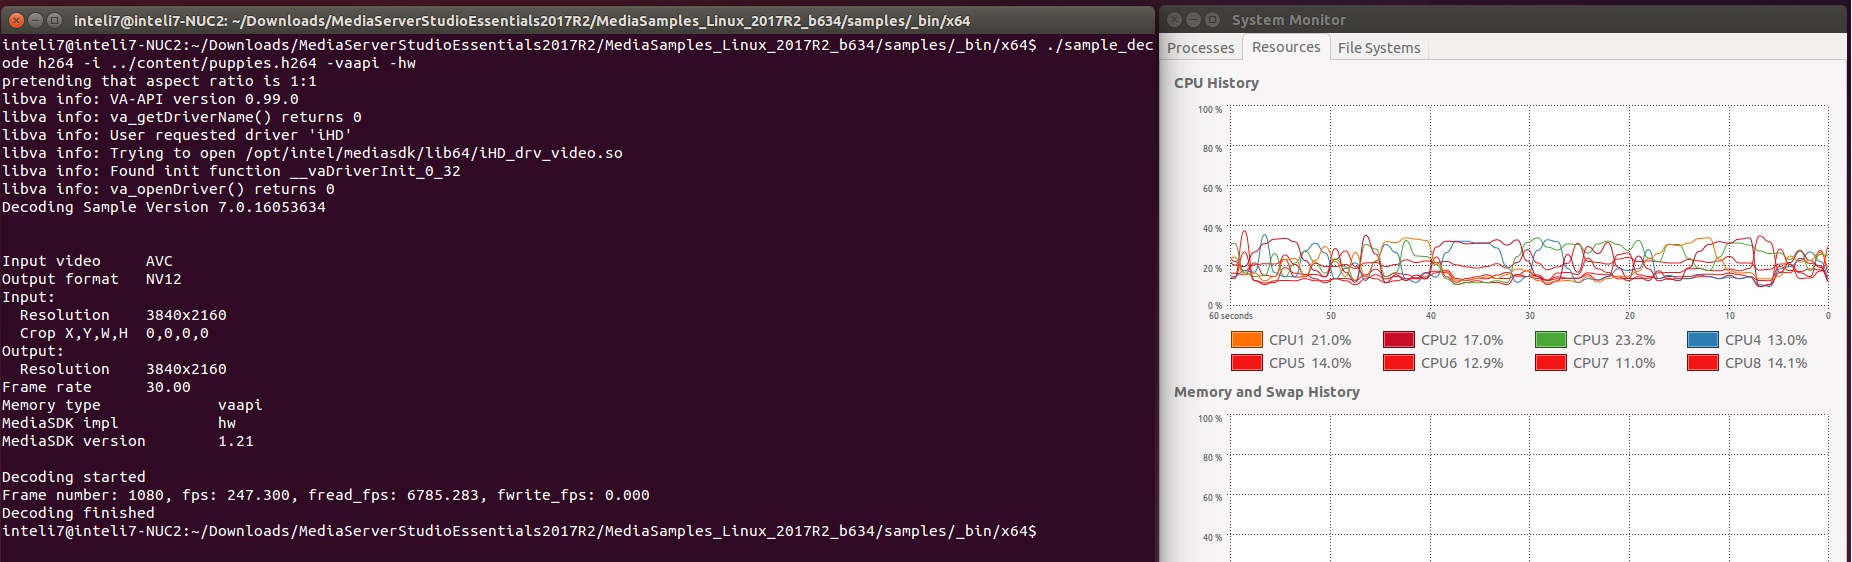 inteli7@inteli7-NUC2: ~/Downloads/MediaServerStudioEssentials2017R2/MediaSamples_Linux_2017R2_b634/samples/_bin/x64
inteli7@inteli7-NUC2:~/Downloads/MediaServerStudioEssentials2017R2/MediaSamples_Linux_2017R2_b634/samples/_bin/x64$ ./sample_dec
ode h264 -i ../content/puppies.h264 -vaapi -hw
pretending that aspect ratio is 1:1
libva info: VA-API version 0.99.0
libva info: va_getDriverName() returns 0
libva info: User requested driver 'iHD'
libva info: Trying to open /opt/intel/mediasdk/lib64/iHD_drv_video.so
libva info: Found init function __vaDriverInit_0_32
libva info: va_openDriver() returns 0
Decoding Sample Version 7.0.16053634
Input video AVC
Output format NV12
Input:
Resolution 3840x2160
Crop X,Y,W,H 0,0,0,0
Output:
Resolution 3840x2160
Frame rate 30.00
Memory type vaapi
MediaSDK impl hw
MediaSDK version 1.21
Decoding started
Frame number: 1080, fps: 247.300, fread_fps: 6785.283, fwrite_fps: 0.000
Decoding finished
inteli7@inteli7-NUC2:~/Downloads/MediaServerStudioEssentials2017R2/MediaSamples_Linux_2017R2_b634/samples/_bin/x64$
System Monitor
Processes Resources File Systems
CPU History
100 %
80 %
60 %
40 %
20 %
0 %
60 seconds 50 40 30 20 10 0
CPU1 21.0% CPU2 17.0% CPU3 23.2% CPU4 13.0%
CPU5 14.0% CPU6 12.9% CPU7 11.0% CPU8 14.1%
Memory and Swap History
100 %
80 %
60 %
40 %